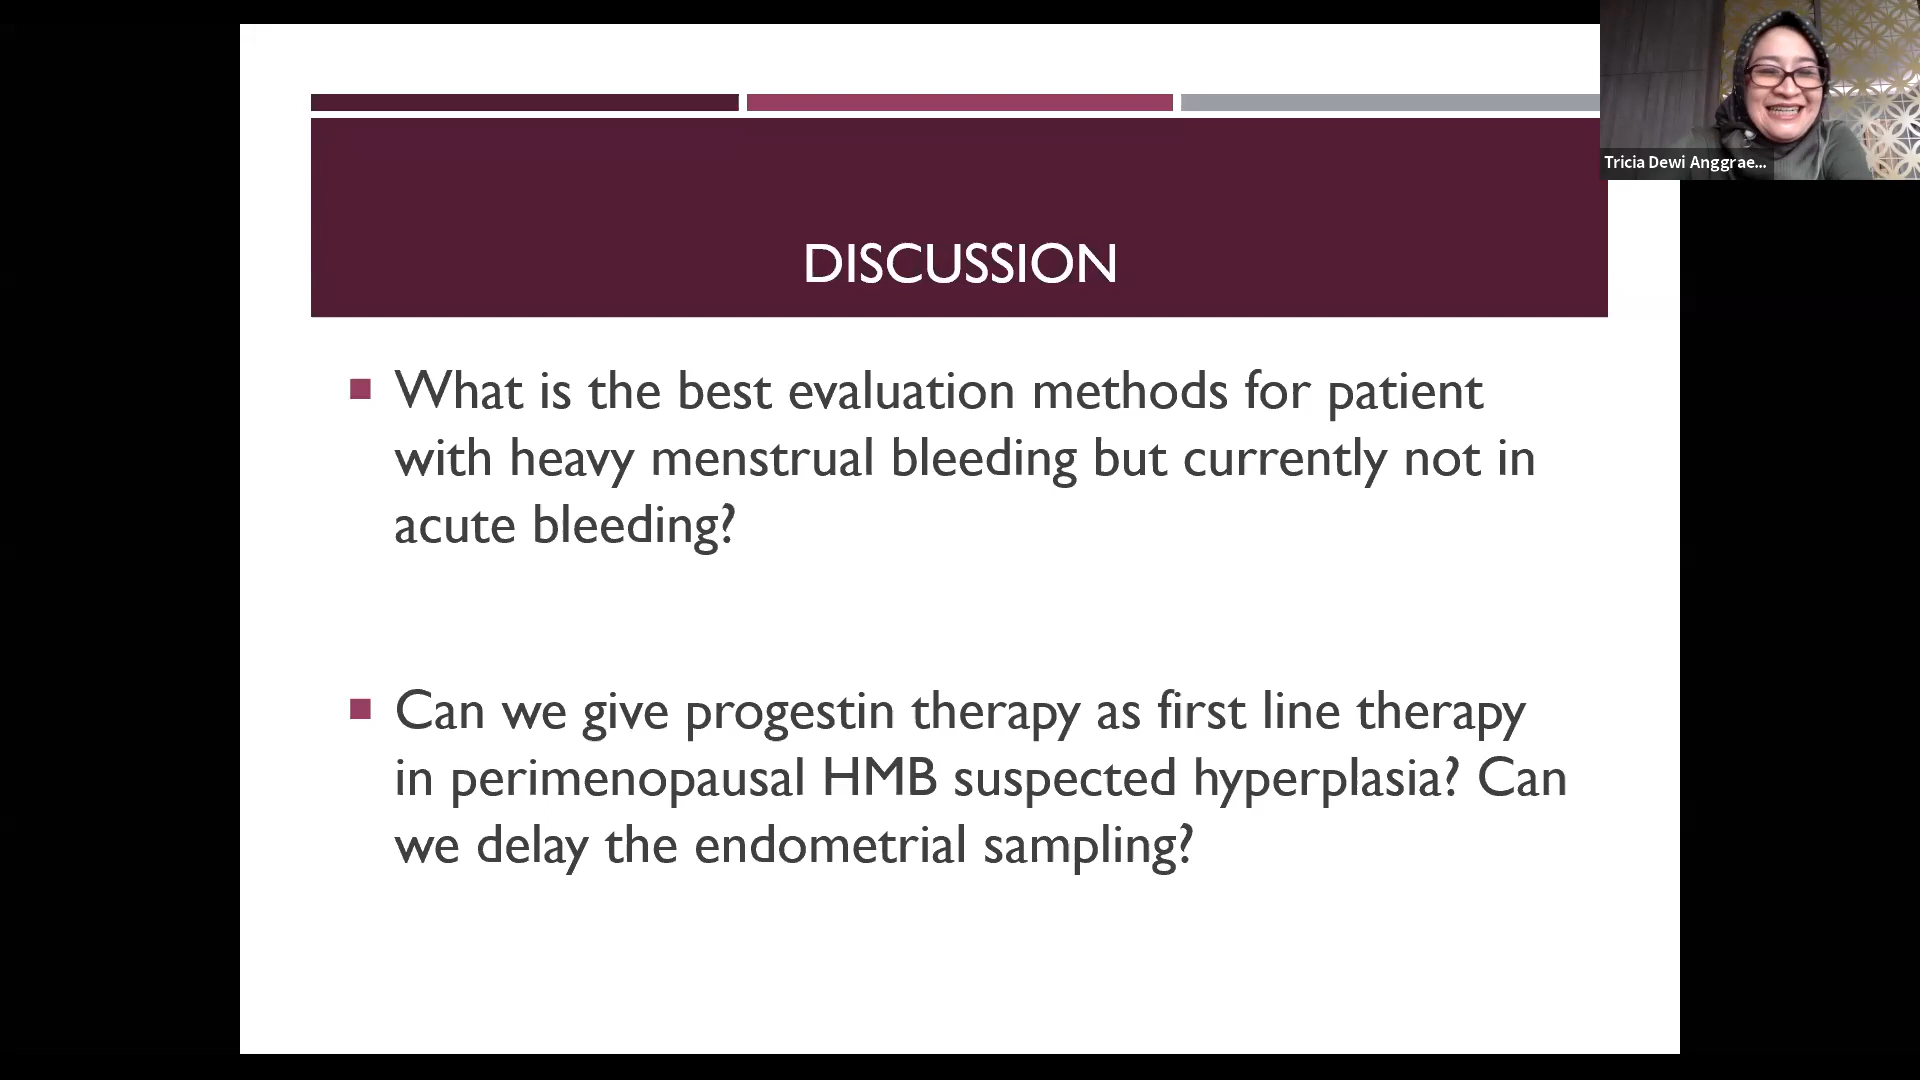 Tricia Dewi Anggrae...
DISCUSSION
What is the best evaluation methods for patient
with heavy menstrual bleeding but currently not in
acute bleeding?
Can we give progestin therapy as first line therapy
in perimenopausal HMB suspected hyperplasia? Can
we delay the endometrial sampling?